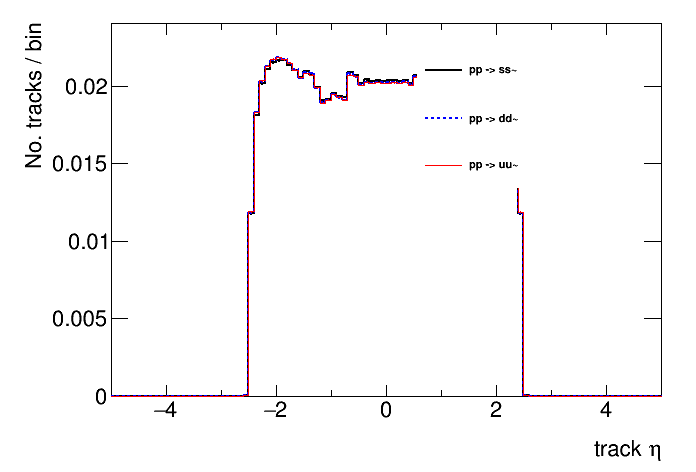 No. tracks / bin
0.02
0.015
0.01
0.005
0
pp -> ss~
pp -> dd~
pp -> uu~
−4 −2 0 2 4
track η